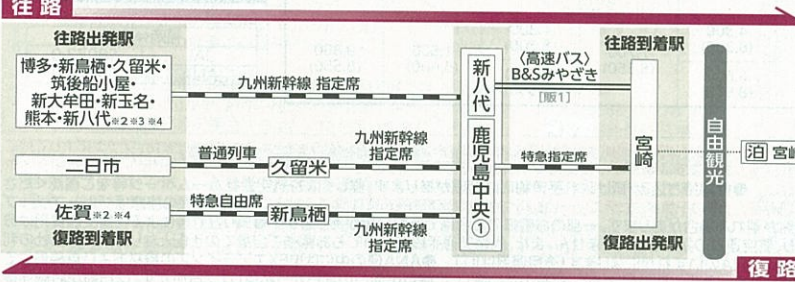 往路
往路出発駅
博多・新鳥栖・久留米・
筑後船小屋・
新大牟田・新玉名・
熊本・新八代※2※3※4
九州新幹線 指定席
新八代
〈高速バス〉
B&Sみやざき
[販1]
往路到着駅
二日市
普通列車
久留米
九州新幹線
指定席
鹿児島中央①
特急指定席
宮崎
自由観光
泊 宮崎
佐賀※2※4
特急自由席
新鳥栖
九州新幹線
指定席
復路到着駅
復路出発駅
復路